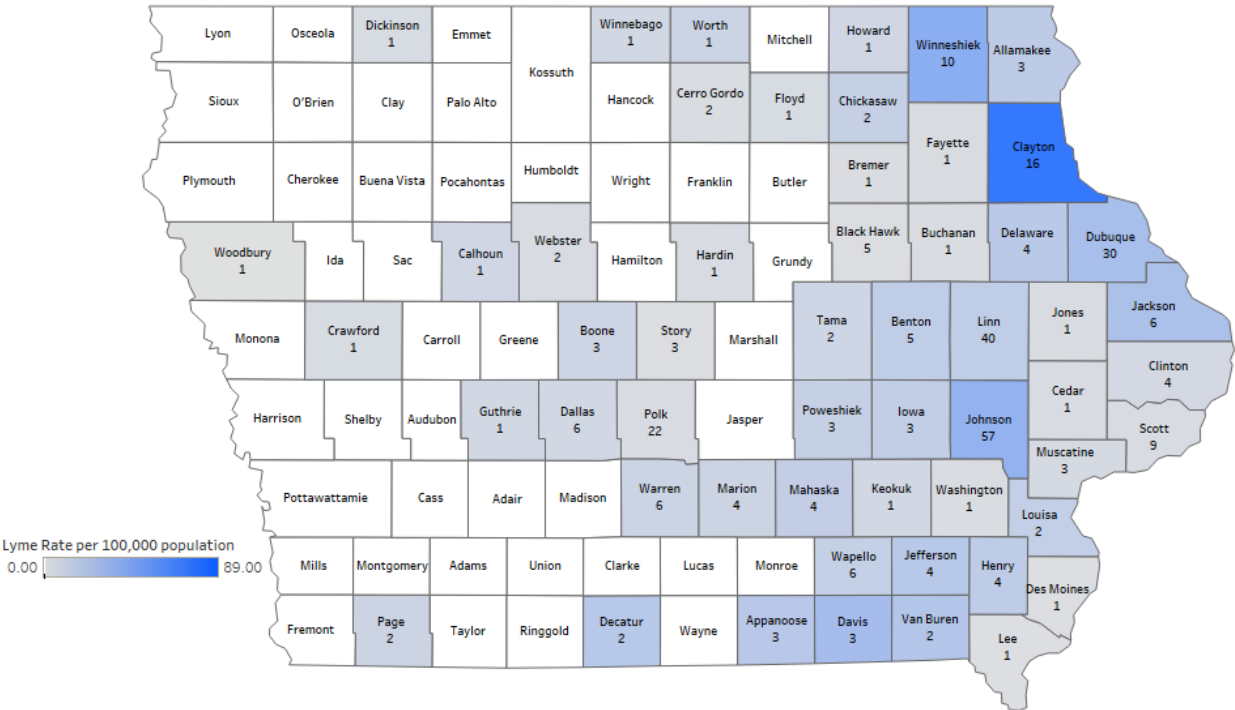 Lyon
Osceola
Dickinson
1
Emmet
Kossuth
Winnebago
1
Worth
1
Mitchell
Howard
1
Winneshiek
10
Allamakee
3
Sioux
O'Brien
Clay
Palo Alto
Hancock
Cerro Gordo
2
Floyd
1
Chickasaw
2
Fayette
1
Clayton
16
Plymouth
Cherokee
Buena Vista
Pocahontas
Humboldt
Wright
Franklin
Butler
Bremer
1
Woodbury
1
Ida
Sac
Calhoun
1
Webster
2
Hamilton
Hardin
1
Grundy
Black Hawk
5
Buchanan
1
Delaware
4
Dubuque
30
Monona
Crawford
1
Carroll
Greene
Boone
3
Story
3
Marshall
Tama
2
Benton
5
Linn
40
Jones
1
Jackson
6
Clinton
4
Harrison
Shelby
Audubon
Guthrie
1
Dallas
6
Polk
22
Jasper
Poweshiek
3
Iowa
3
Johnson
57
Cedar
1
Scott
9
Muscatine
3
Pottawattamie
Cass
Adair
Madison
Warren
6
Marion
4
Mahaska
4
Keokuk
1
Washington
1
Louisa
2
Lyme Rate per 100,000 population
0.00
89.00
Mills
Montgomery
Adams
Union
Clarke
Lucas
Monroe
Wapello
6
Jefferson
4
Henry
4
Des Moines
1
Fremont
Page
2
Taylor
Ringgold
Decatur
2
Wayne
Appanoose
3
Davis
3
Van Buren
2
Lee
1